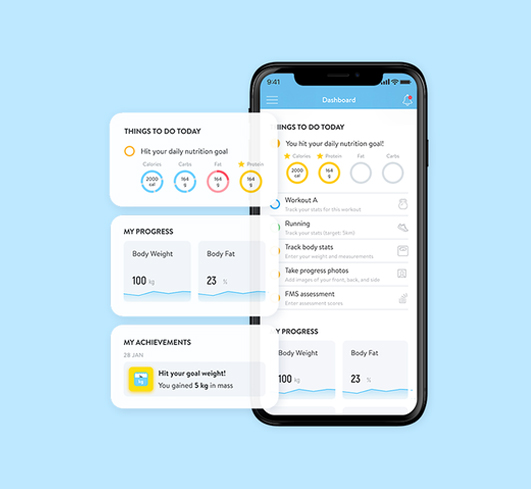 THINGS TO DO TODAY
Hit your daily nutrition goal
Calories Carbs Fat Protein
2000 cal
164 g
164 g
164 g
MY PROGRESS
Body Weight
100 kg
Body Fat
23 %
MY ACHIEVEMENTS
28 JAN
Hit your goal weight!
You gained 5 kg in mass
9:41
Dashboard
INGS TO DO TODAY
You hit your daily nutrition goal!
Calories Protein Fat Carbs
2000 cal
164 g
Workout A
Track your stats for this workout
Running
Track your stats (target: 5km)
Track body stats
Enter your weight and measurements
Take progress photos
Add images of your front, back, and side
FMS assessment
Enter assessment scores
Y PROGRESS
Body Weight
100 kg
Body Fat
23 %